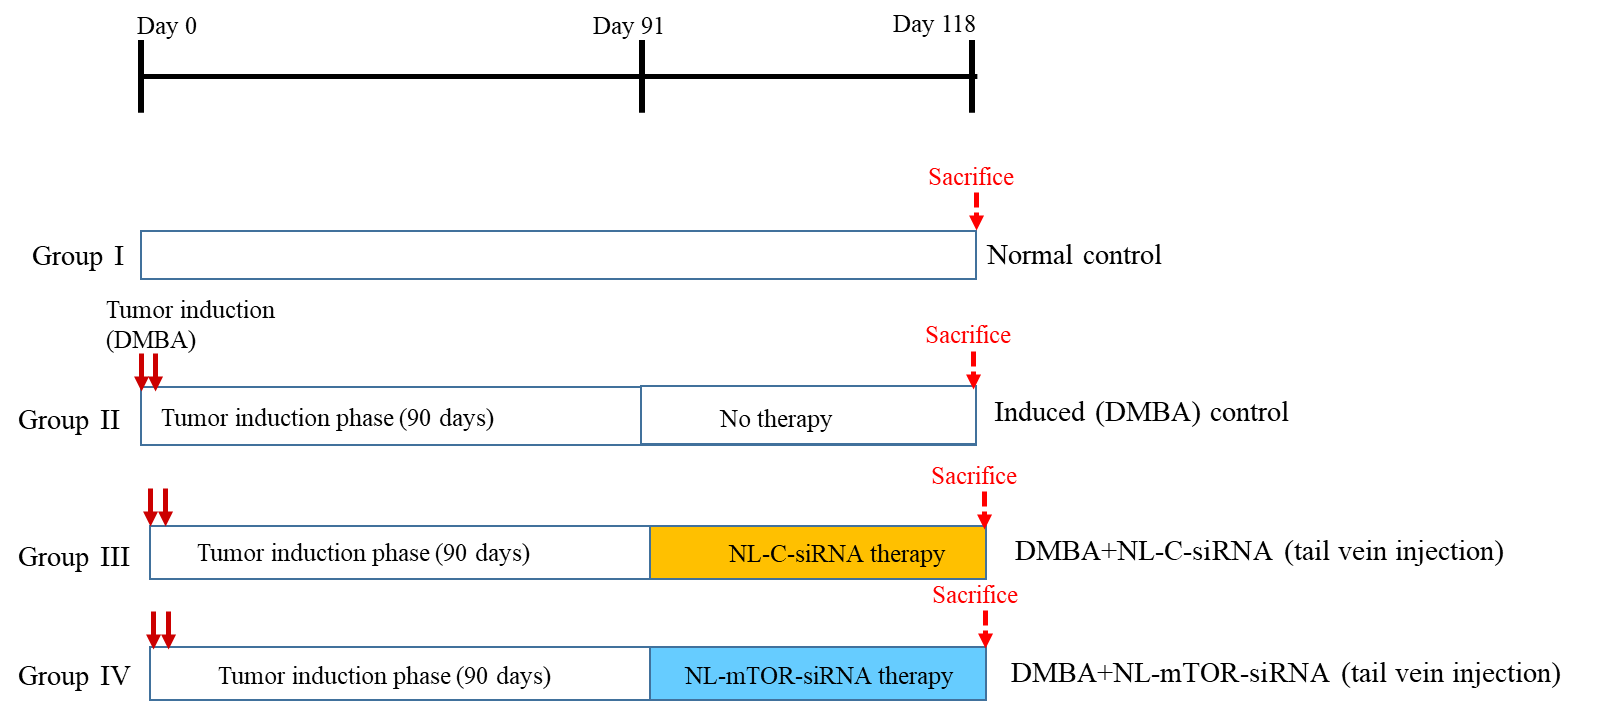 Day 0
Day 91
Day 118
Sacrifice
Group I
Normal control
Tumor induction
(DMBA)
Sacrifice
Group II
Tumor induction phase (90 days)
No therapy
Induced (DMBA) control
Sacrifice
Group III
Tumor induction phase (90 days)
NL-C-siRNA therapy
DMBA+NL-C-siRNA (tail vein injection)
Sacrifice
Group IV
Tumor induction phase (90 days)
NL-mTOR-siRNA therapy
DMBA+NL-mTOR-siRNA (tail vein injection)